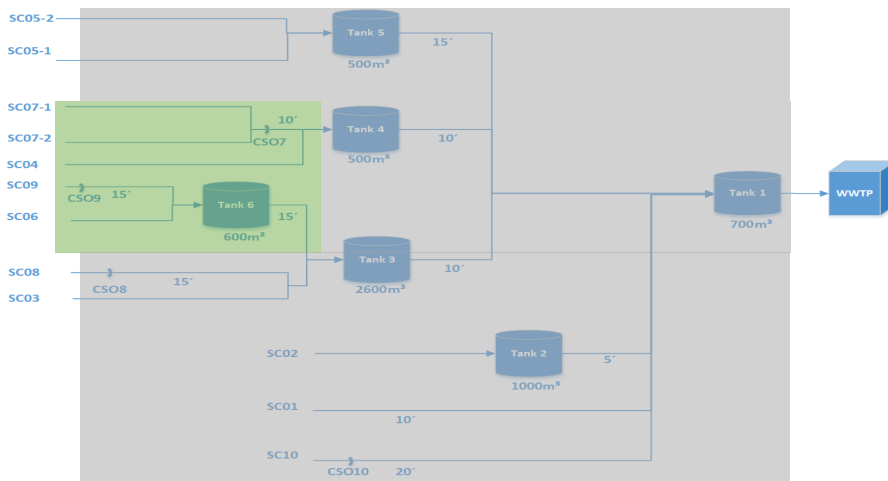 SC05-2
Tank 5
15´
SC05-1
500m³
SC07-1
10´
Tank 4
10´
SC07-2
CSO7
500m³
SC04
SC09
CSO9
15´
Tank 6
15´
Tank 1
WWTP
SC06
600m³
700m³
SC08
15´
Tank 3
10´
CSO8
2600m³
SC03
SC02
Tank 2
5´
1000m³
SC01
10´
SC10
CSO10
20´